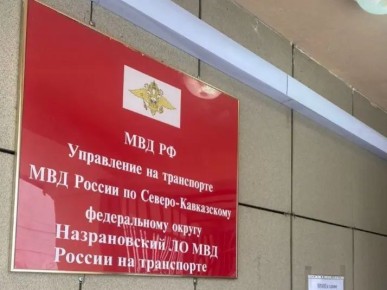 МВД РФ
Управление на транспорте
МВД России по Северо-Кавказскому
федеральному округу
Назрановский ЛО МВД
России на транспорте